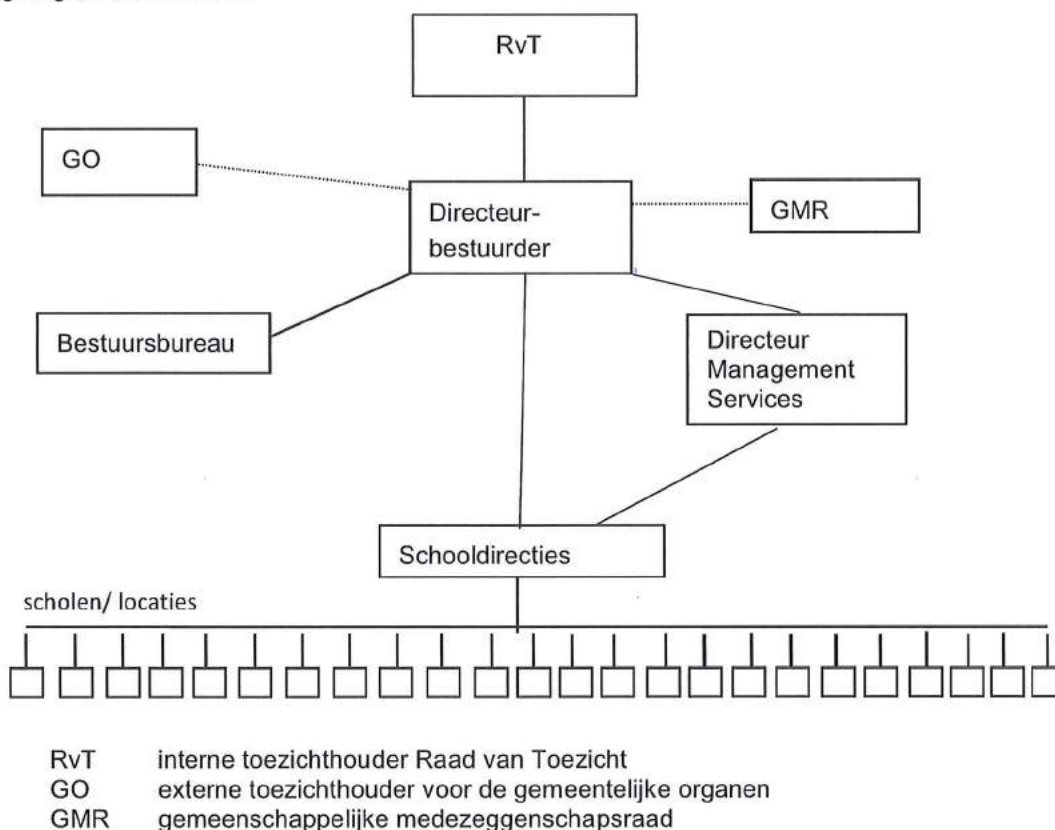 RvT
GO
Directeur-
bestuurder
GMR
Bestuursbureau
Directeur
Management
Services
Schooldirecties
scholen/ locaties
RvT interne toezichthouder Raad van Toezicht
GO externe toezichthouder voor de gemeentelijke organen
GMR gemeenschappelijke medezeggenschapsraad